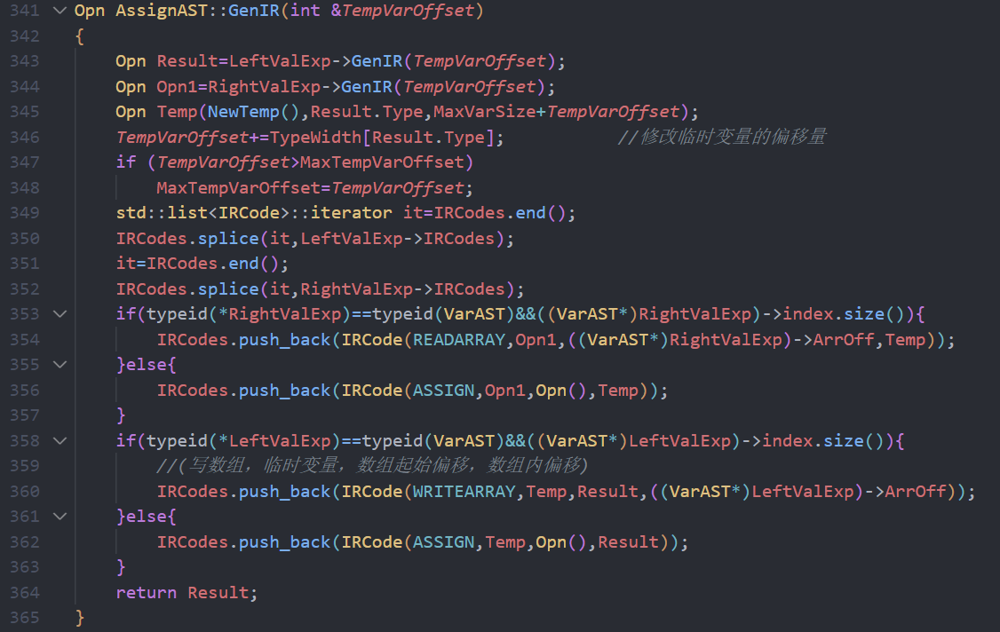 341 Opn AssignAST::GenIR(int &TempVarOffset)
342 {
343     Opn Result=LeftValExp->GenIR(TempVarOffset);
344     Opn Opn1=RightValExp->GenIR(TempVarOffset);
345     Opn Temp(NewTemp(),Result.Type,MaxVarSize+TempVarOffset);
346     TempVarOffset+=TypeWidth[Result.Type];           //修改临时变量的偏移量
347     if (TempVarOffset>MaxTempVarOffset)
348         MaxTempVarOffset=TempVarOffset;
349     std::list<IRCode>::iterator it=IRCodes.end();
350     IRCodes.splice(it,LeftValExp->IRCodes);
351     it=IRCodes.end();
352     IRCodes.splice(it,RightValExp->IRCodes);
353     if(typeid(*RightValExp)==typeid(VarAST)&&((VarAST*)RightValExp)->index.size()){
354         IRCodes.push_back(IRCode(READARRAY,Opn1,((VarAST*)RightValExp)->ArrOff,Temp));
355     }else{
356         IRCodes.push_back(IRCode(ASSIGN,Opn1,Opn(),Temp));
357     }
358     if(typeid(*LeftValExp)==typeid(VarAST)&&((VarAST*)LeftValExp)->index.size()){
359         //(写数组，临时变量，数组起始偏移，数组内偏移)
360         IRCodes.push_back(IRCode(WRITEARRAY,Temp,Result,((VarAST*)LeftValExp)->ArrOff));
361     }else{
362         IRCodes.push_back(IRCode(ASSIGN,Temp,Opn(),Result));
363     }
364     return Result;
365 }